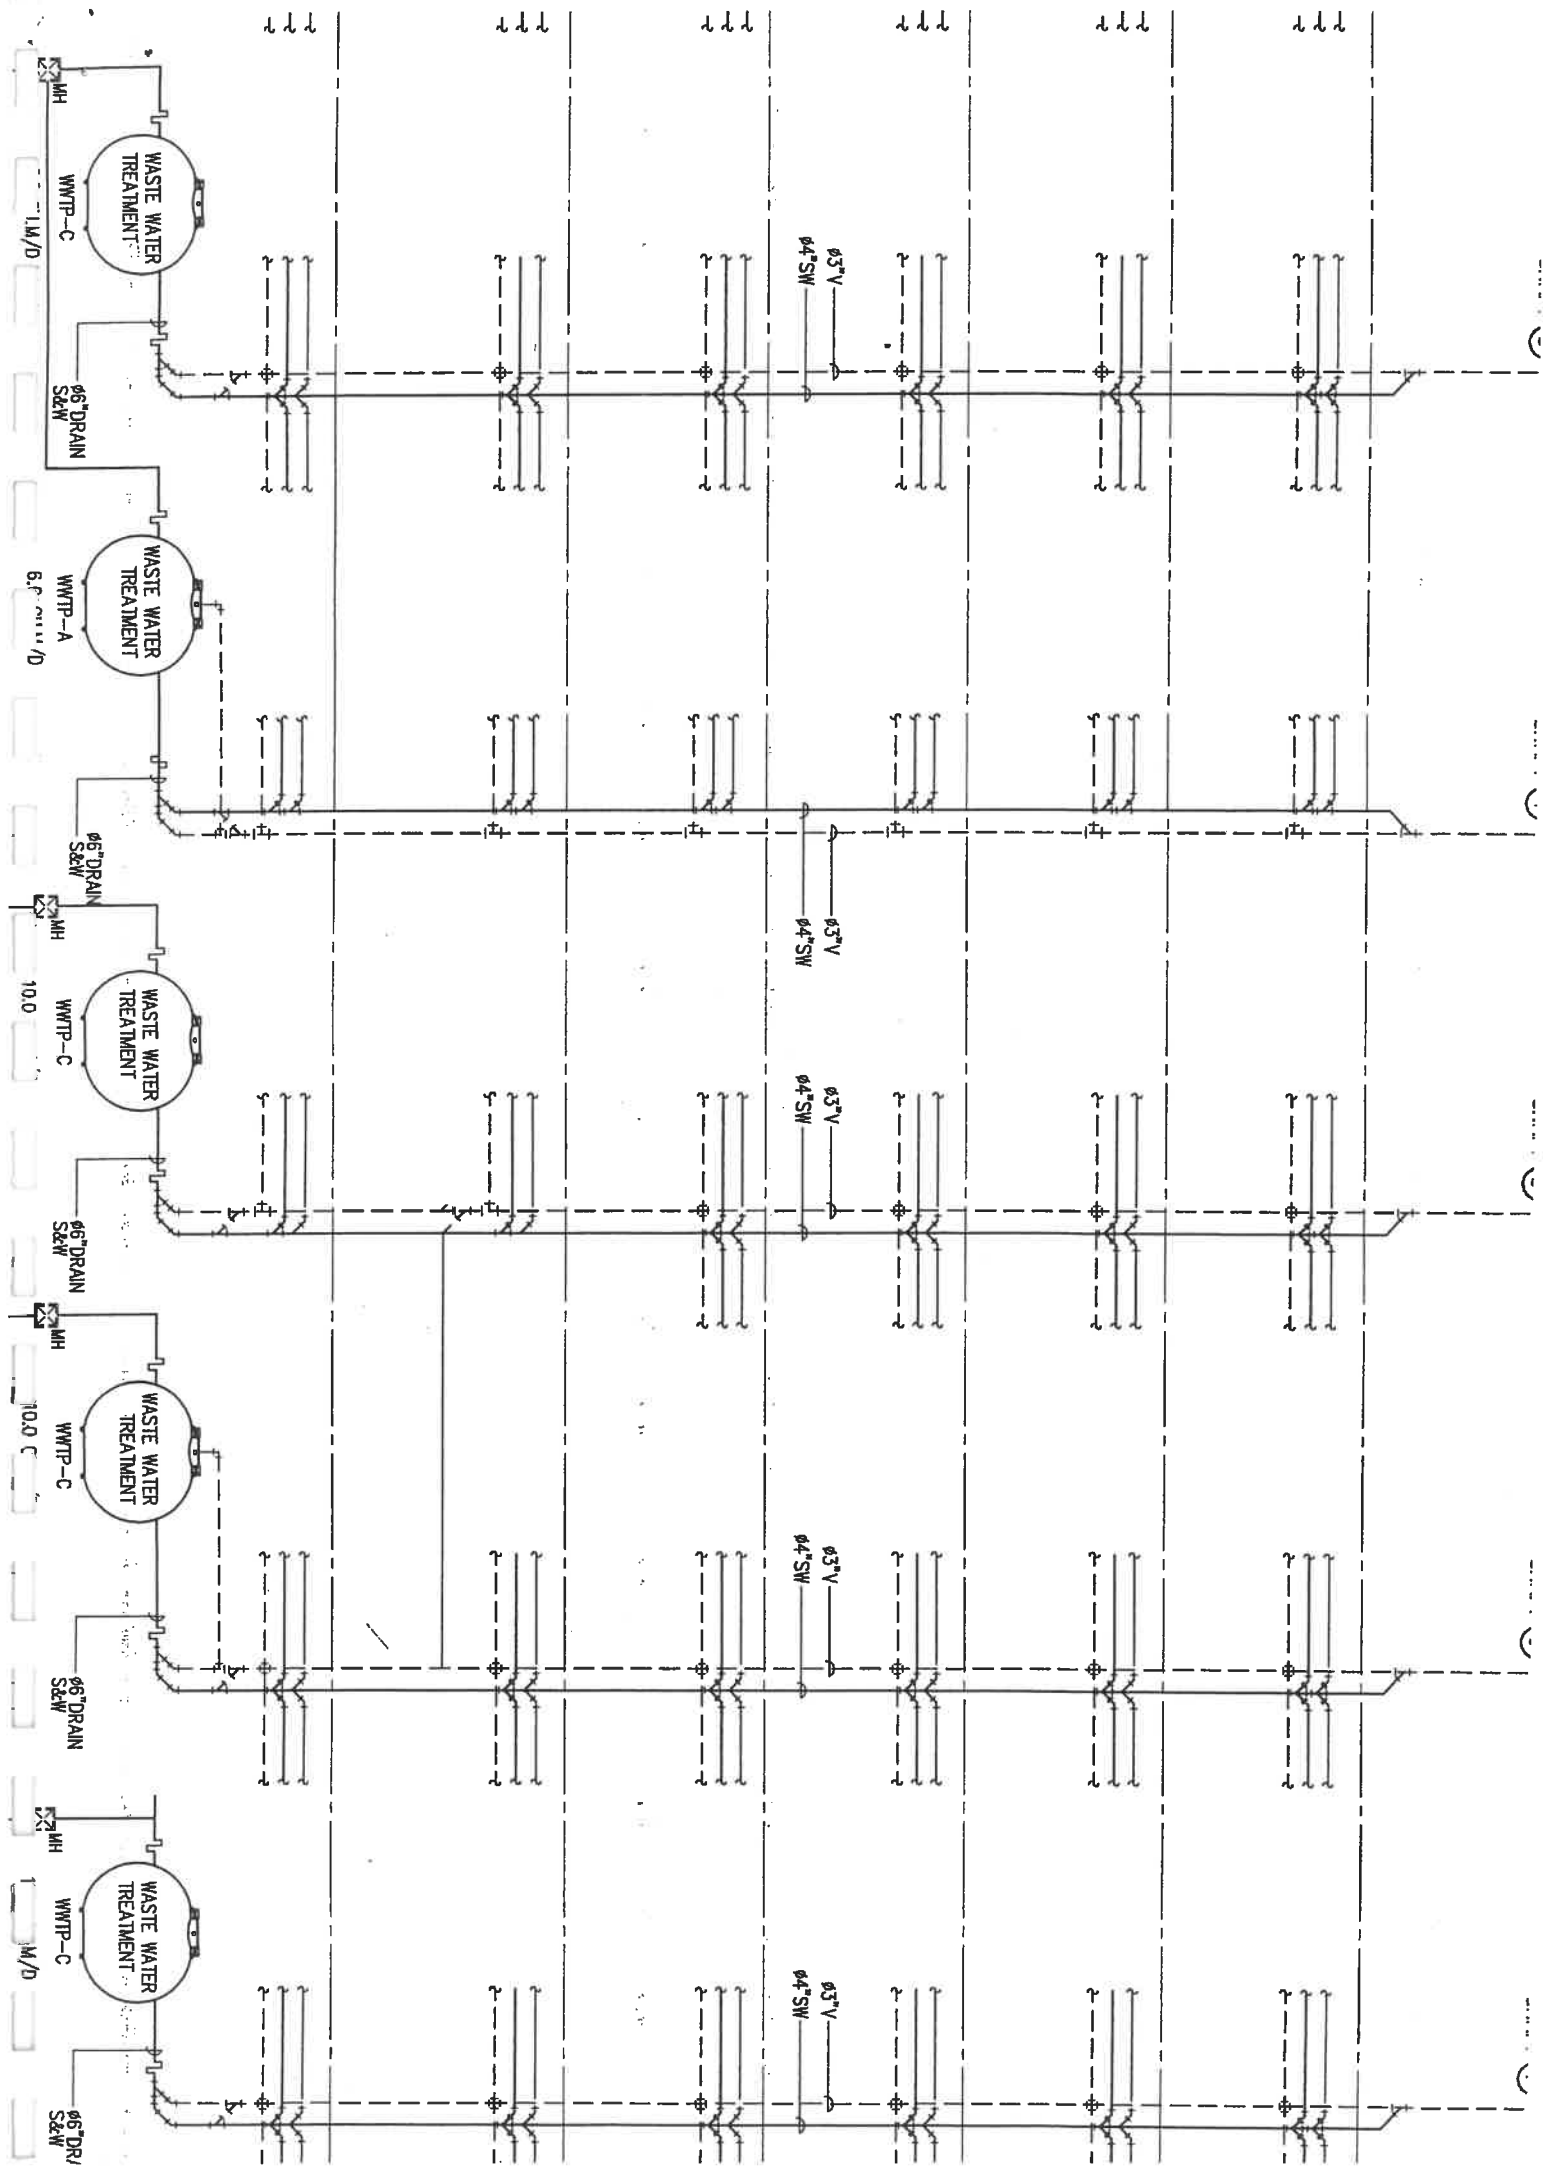 MH
WASTE WATER
TREATMENT
WWTP-C
ø6"DRAIN
S&W
ø3"V
ø4"SW
WASTE WATER
TREATMENT
WWTP-A
ø6"DRAIN
S&W
ø3"V
ø4"SW
MH
WASTE WATER
TREATMENT
WWTP-C
10.0
ø6"DRAIN
S&W
ø3"V
ø4"SW
MH
WASTE WATER
TREATMENT
WWTP-C
10.0
ø6"DRAIN
S&W
ø3"V
ø4"SW
MH
WASTE WATER
TREATMENT
WWTP-C
M/D
S&W
ø3"V
ø4"SW